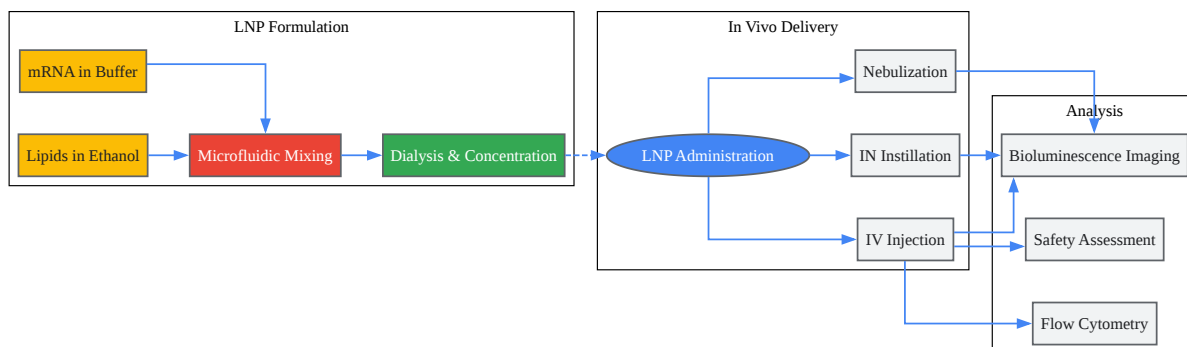 LNP Formulation
mRNA in Buffer
Lipids in Ethanol
Microfluidic Mixing
Dialysis & Concentration
In Vivo Delivery
LNP Administration
Nebulization
IN Instillation
IV Injection
Analysis
Bioluminescence Imaging
Safety Assessment
Flow Cytometry